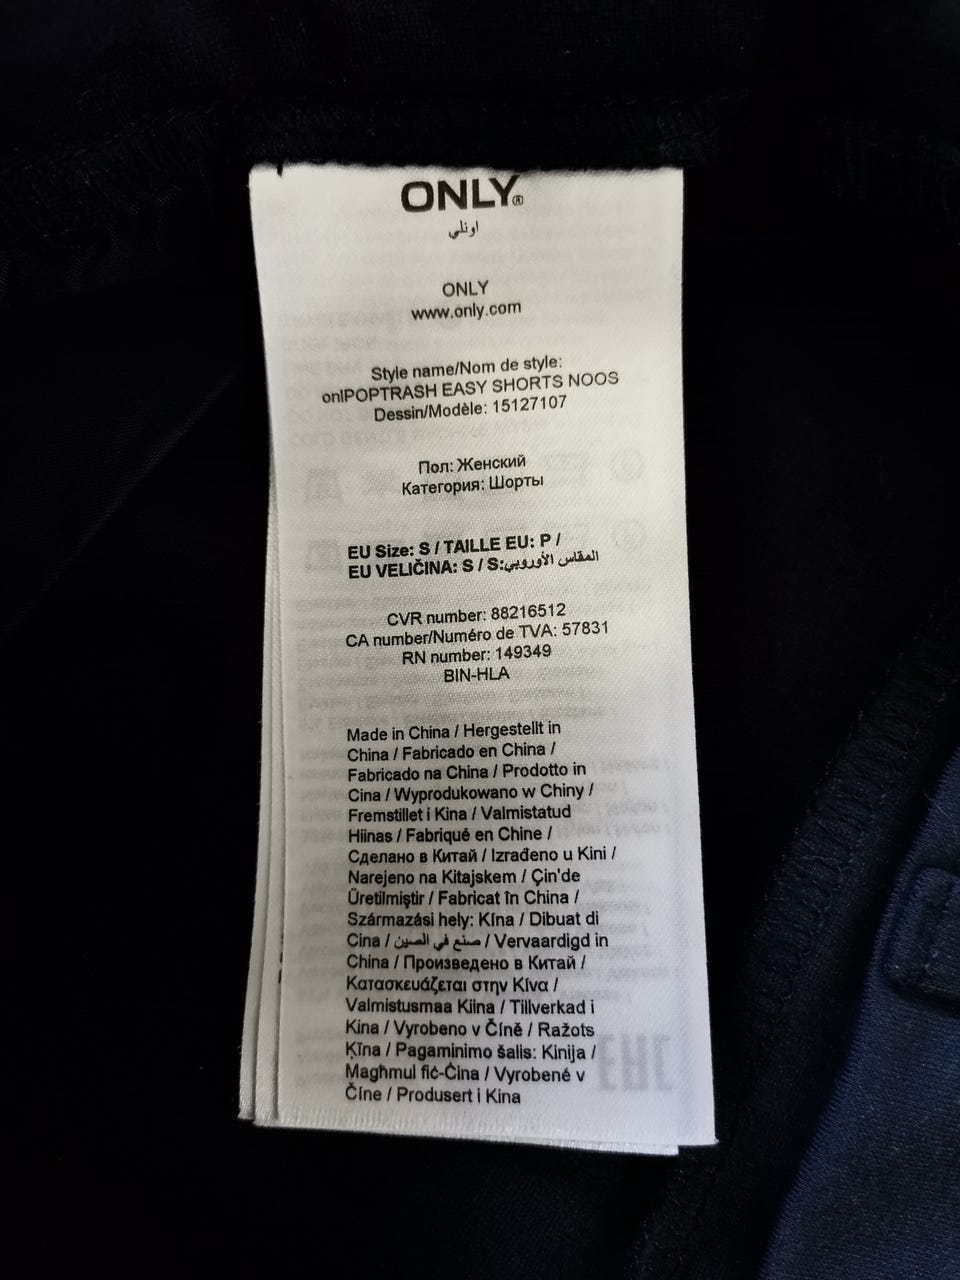 ONLY®
اونلي
ONLY
www.only.com
Style name/Nom de style:
onlPOPTRASH EASY SHORTS NOOS
Dessin/Modèle: 15127107
Пол: Женский
Категория: Шорты
EU Size: S / TAILLE EU: P /
EU VELIČINA: S / S:المقاس الأوروبي
CVR number: 88216512
CA number/Numéro de TVA: 57831
RN number: 149349
BIN-HLA
Made in China / Hergestellt in
China / Fabricado en China /
Fabricado na China / Prodotto in
Cina / Wyprodukowano w Chiny /
Fremstillet i Kina / Valmistatud
Hiinas / Fabriqué en Chine /
Сделано в Китай / Izrađeno u Kini /
Narejeno na Kitajskem / Çin'de
Üretilmiştir / Fabricat în China /
Származási hely: Kína / Dibuat di
Cina / صنع في الصين / Vervaardigd in
China / Произведено в Китай /
Κατασκευάζεται στην Κίνα /
Valmistusmaa Kiina / Tillverkad i
Kina / Vyrobeno v Číně / Ražots
Ķīna / Pagaminimo šalis: Kinija /
Magħmul fiċ-Ċina / Vyrobené v
Číne / Produsert i Kina